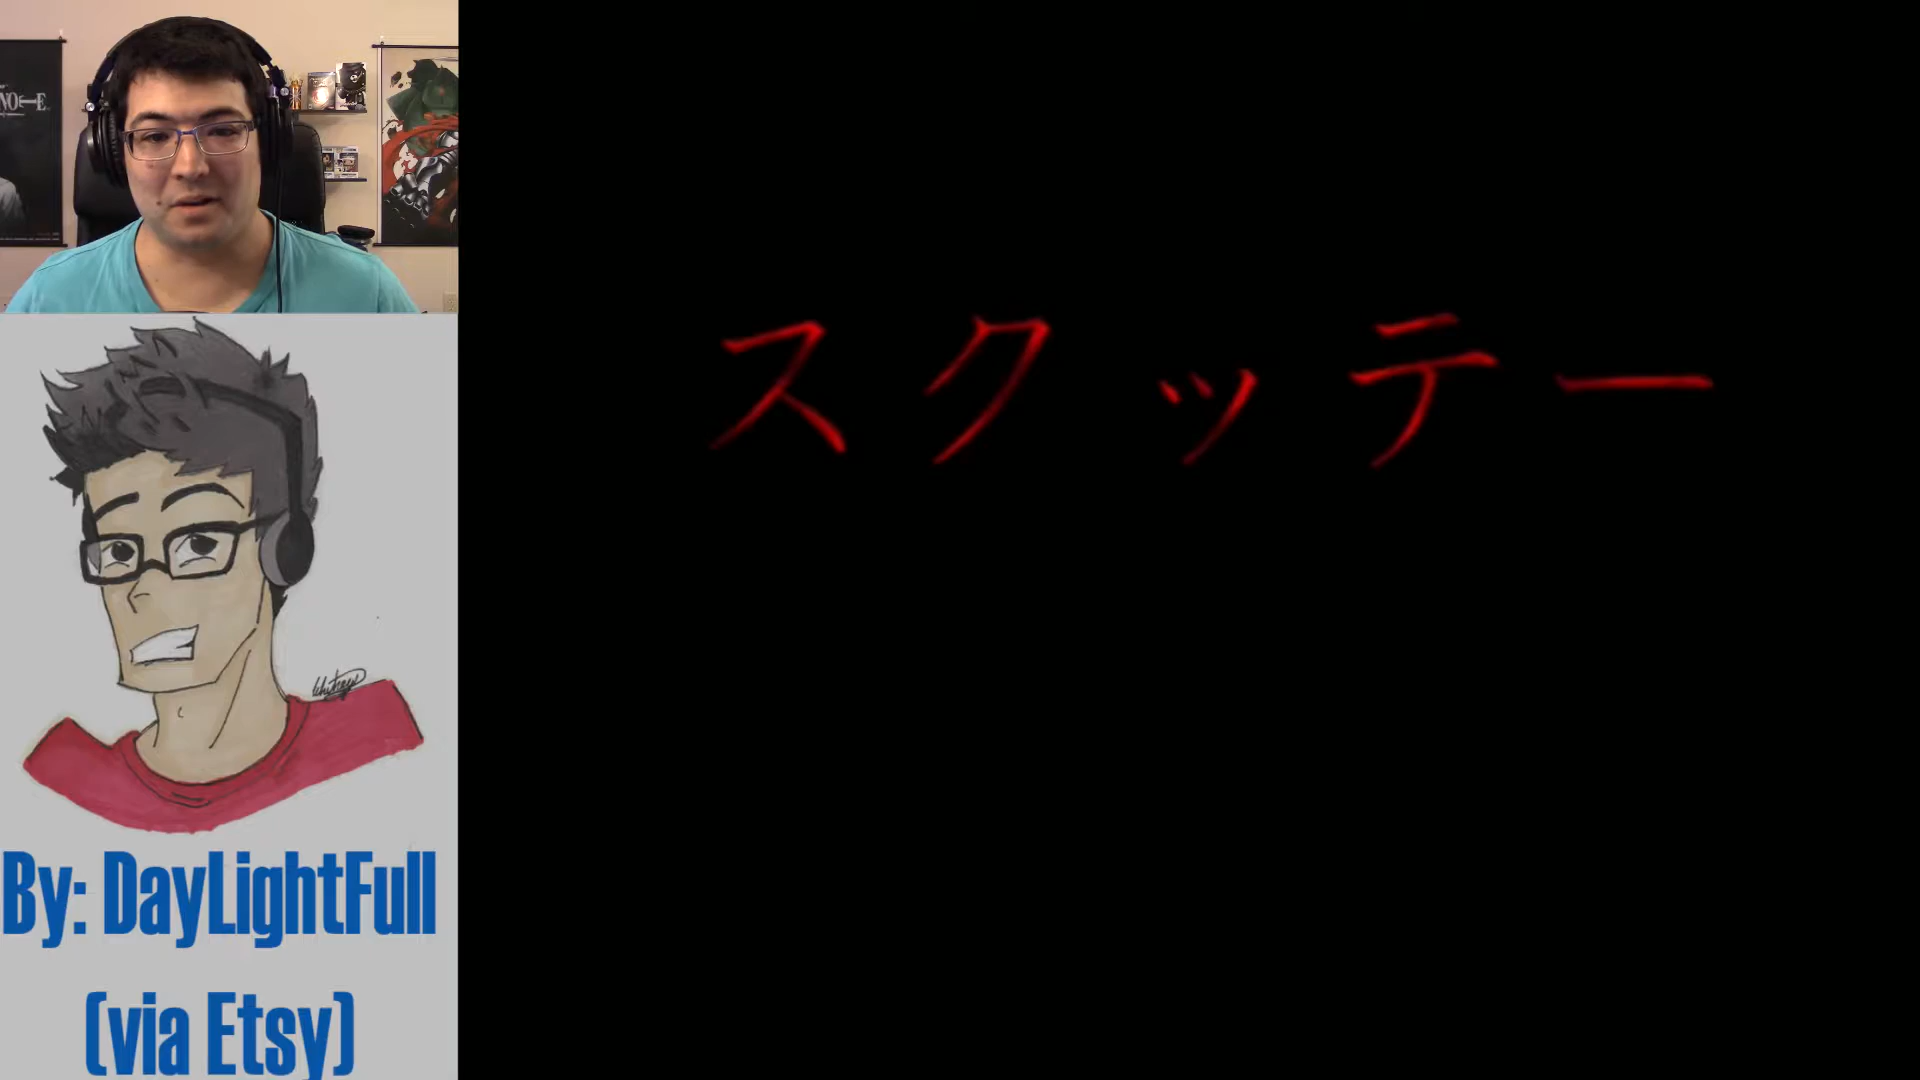 スクッテー
By: DayLightFull
(via Etsy)